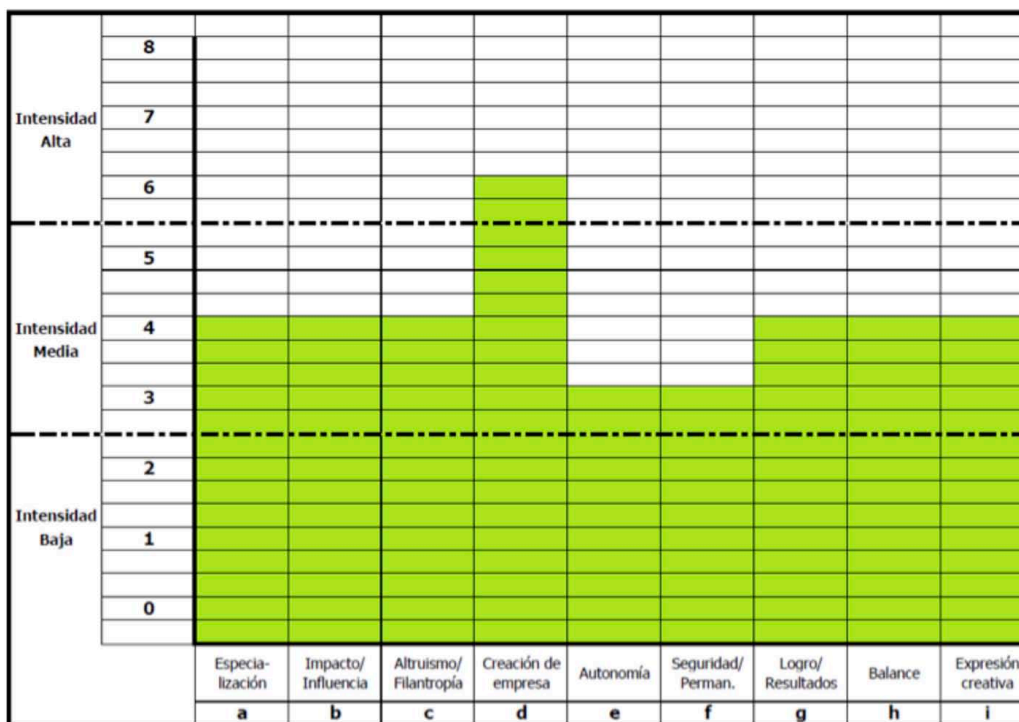 8
Intensidad
Alta
7
6
5
Intensidad
Media
4
3
2
Intensidad
Baja
1
0
Especia-
lización
Impacto/
Influencia
Altruismo/
Filantropía
Creación de
empresa
Autonomía
Seguridad/
Perman.
Logro/
Resultados
Balance
Expresión
creativa
a b c d e f g h i